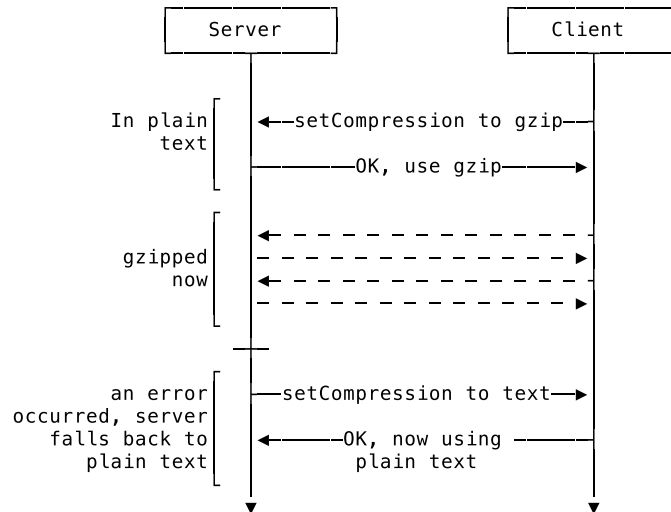 Server
Client
In plain
text
setCompression to gzip
OK, use gzip
gzipped
now
an error
occurred, server
falls back to
plain text
setCompression to text
OK, now using
plain text